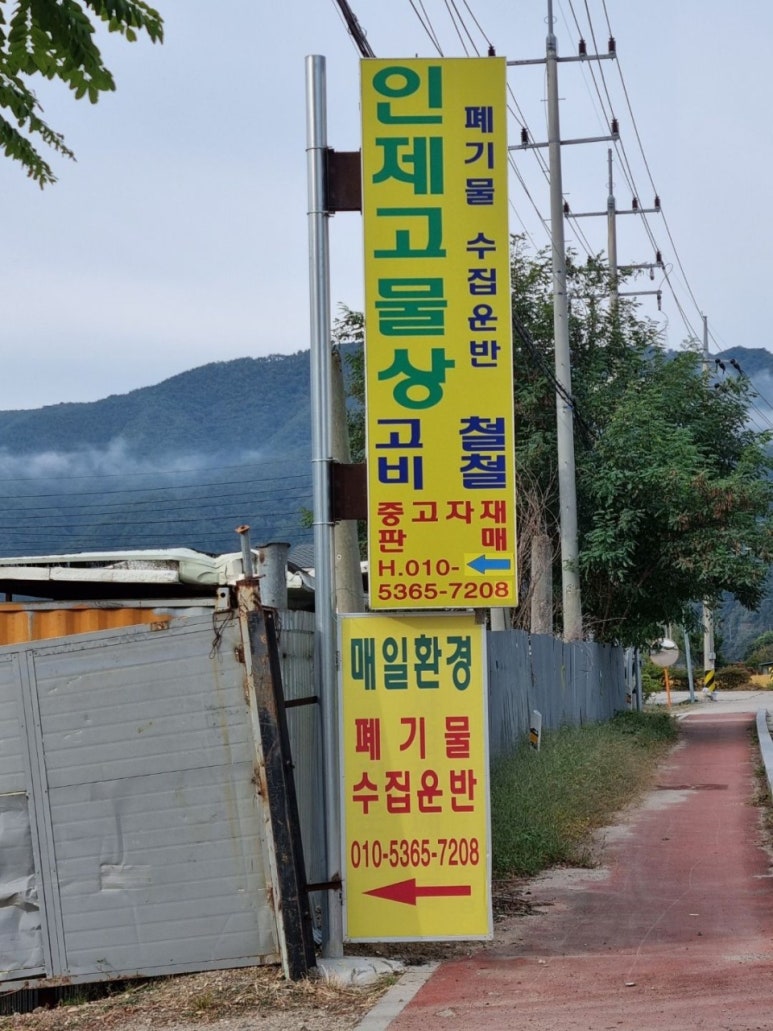 인제고물상
폐기물 수집운반
고철
비철
중고자재
판매
H.010-
5365-7208
매일환경
폐기물
수집운반
010-5365-7208